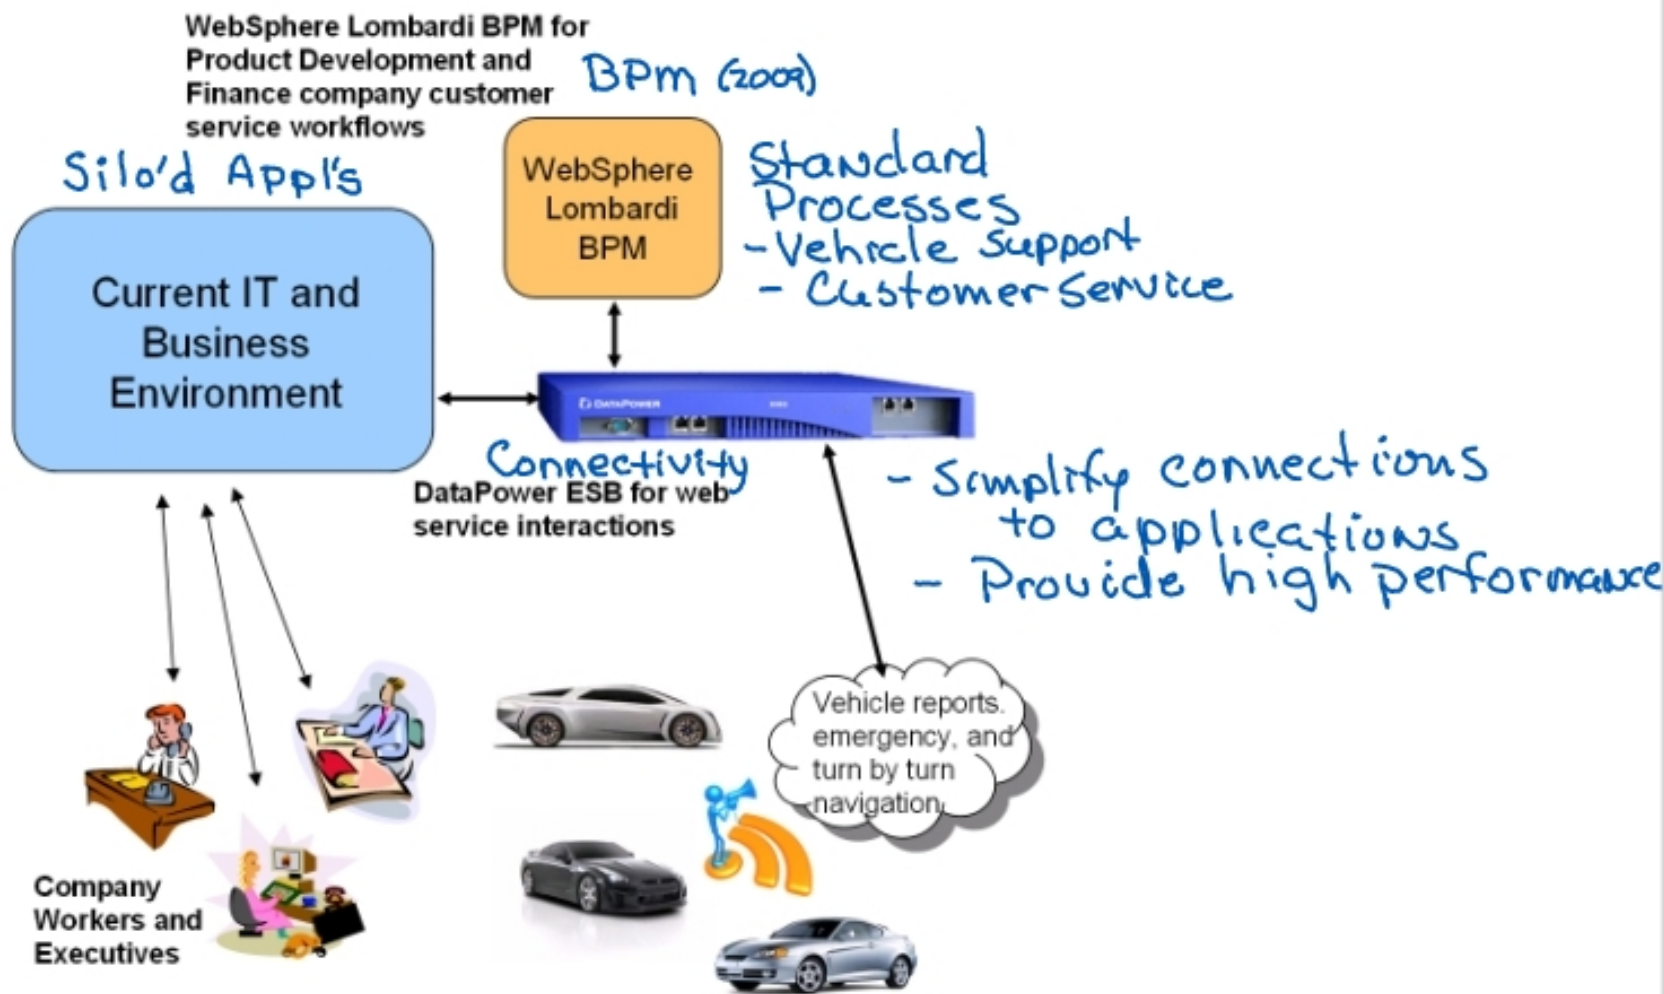 WebSphere Lombardi BPM for
Product Development and
Finance company customer
service workflows
BPM (2009)
Silo'd Appl's
WebSphere
Lombardi
BPM
Standard
Processes
- Vehicle Support
- Customer Service
Current IT and
Business
Environment
DATAPOWER
Connectivity
DataPower ESB for web
service interactions
- Simplify connections
to applications
- Provide high performance
Vehicle reports.
emergency, and
turn by turn
navigation
Company
Workers and
Executives